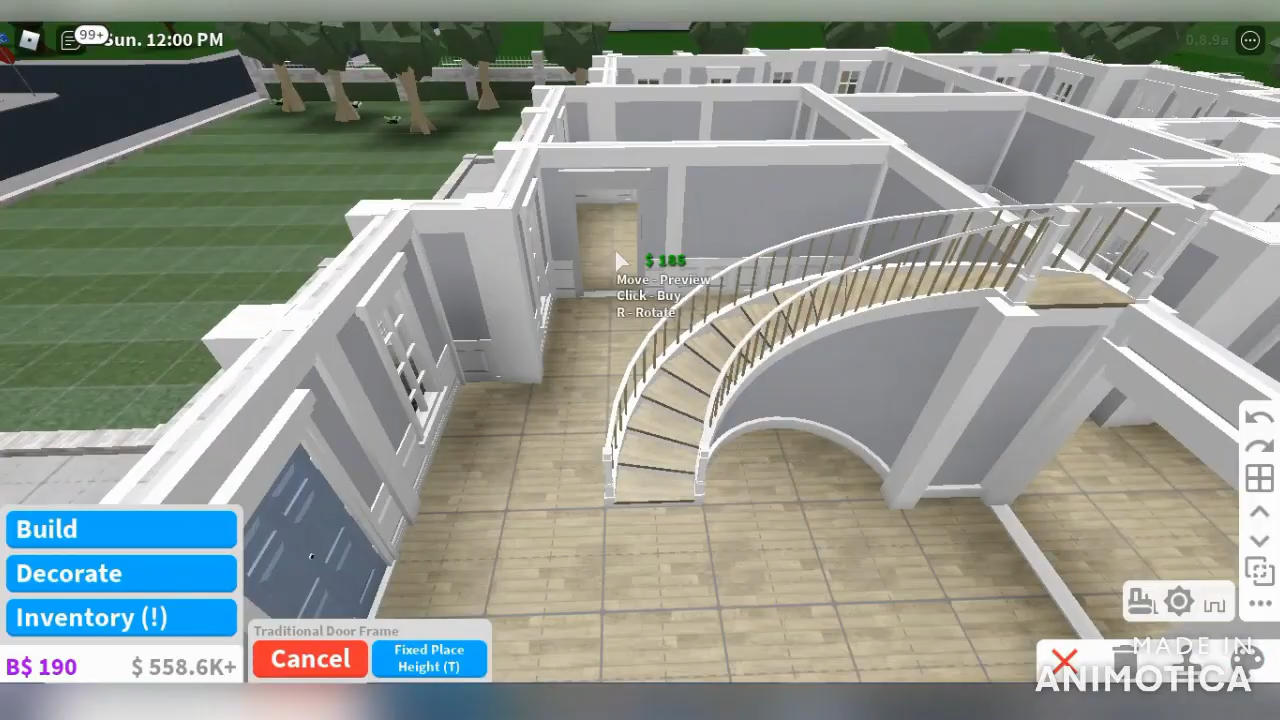 99+
Sun. 12:00 PM
0.8.9a
$ 185
Move - Preview
Click - Buy
R - Rotate
Build
Decorate
Inventory (!)
B$ 190
$ 558.6K+
Traditional Door Frame
Cancel
Fixed Place
Height (T)
MADE IN
ANIMOTICA